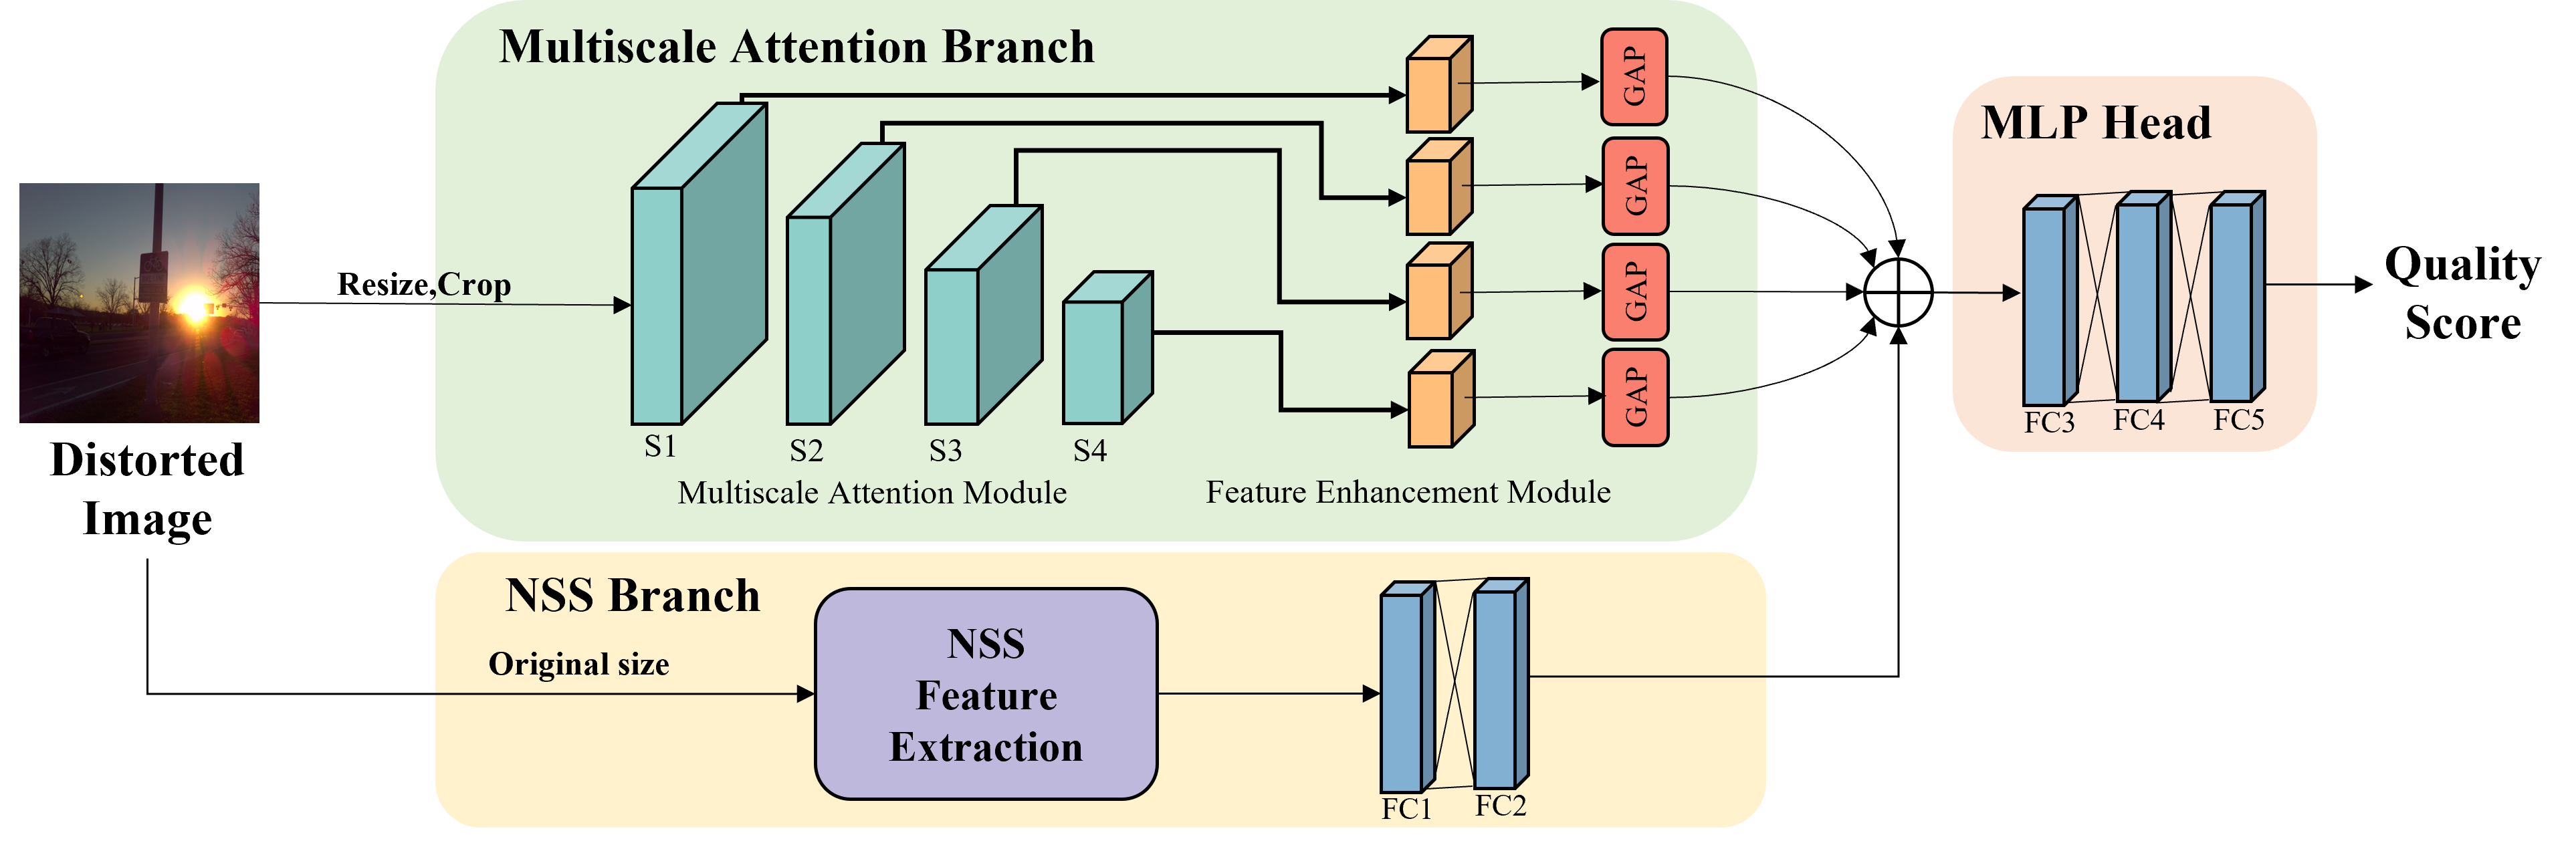 Multiscale Attention Branch
GAP
GAP
GAP
GAP
MLP Head
Resize,Crop
Distorted
Image
S1
S2
S3
S4
Multiscale Attention Module
Feature Enhancement Module
FC3
FC4
FC5
Quality
Score
NSS Branch
Original size
NSS
Feature
Extraction
FC1
FC2